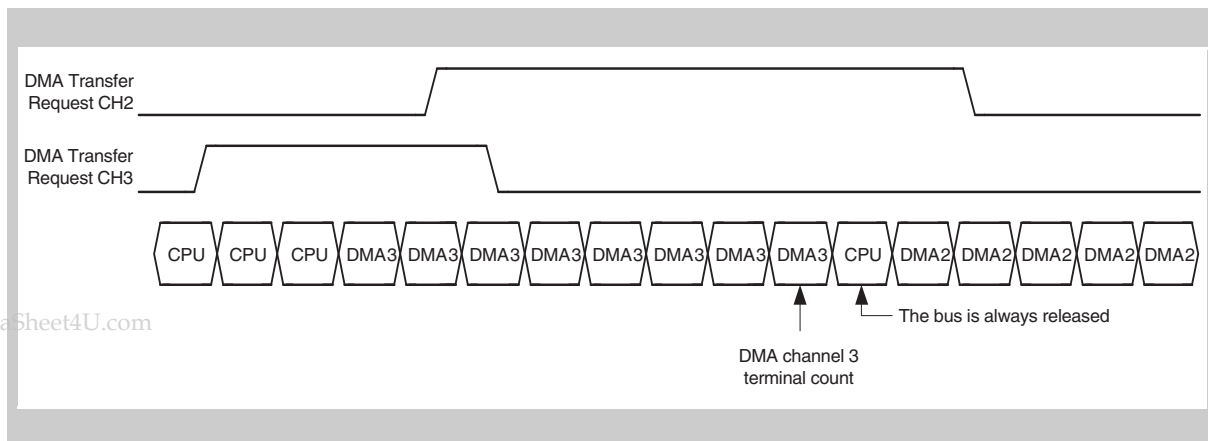 DMA Transfer
Request CH2
DMA Transfer
Request CH3
CPU CPU CPU DMA3 DMA3 DMA3 DMA3 DMA3 DMA3 DMA3 DMA3 CPU DMA2 DMA2 DMA2 DMA2 DMA2
The bus is always released
aSheet4U.com
DMA channel 3
terminal count